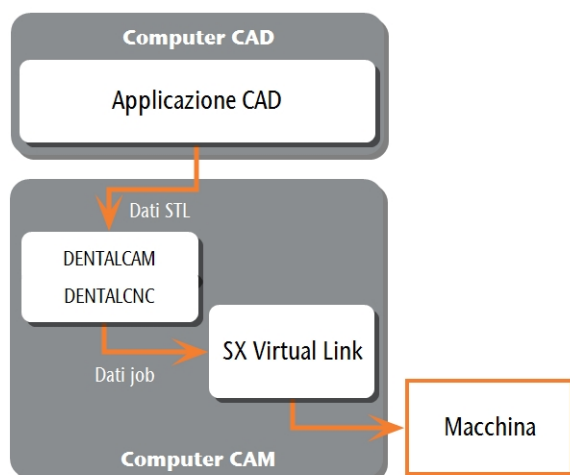 Computer CAD
Applicazione CAD
Dati STL
DENTALCAM
DENTALCNC
SX Virtual Link
Dati job
Macchina
Computer CAM